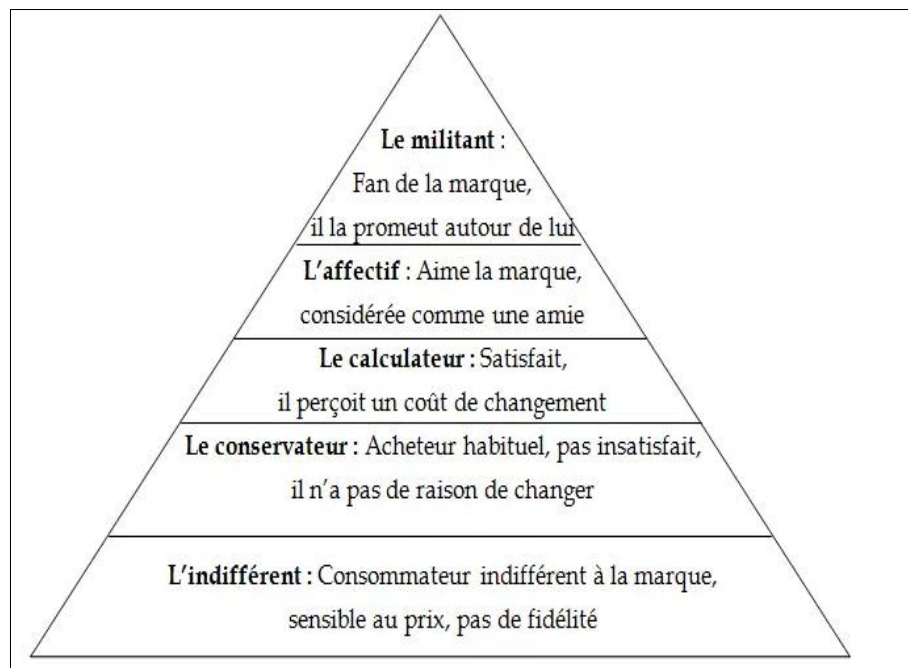 Le militant :
Fan de la marque,
il la promeut autour de lui
L'affectif : Aime la marque,
considérée comme une amie
Le calculateur : Satisfait,
il perçoit un coût de changement
Le conservateur : Acheteur habituel, pas insatisfait,
il n'a pas de raison de changer
L'indifférent : Consommateur indifférent à la marque,
sensible au prix, pas de fidélité